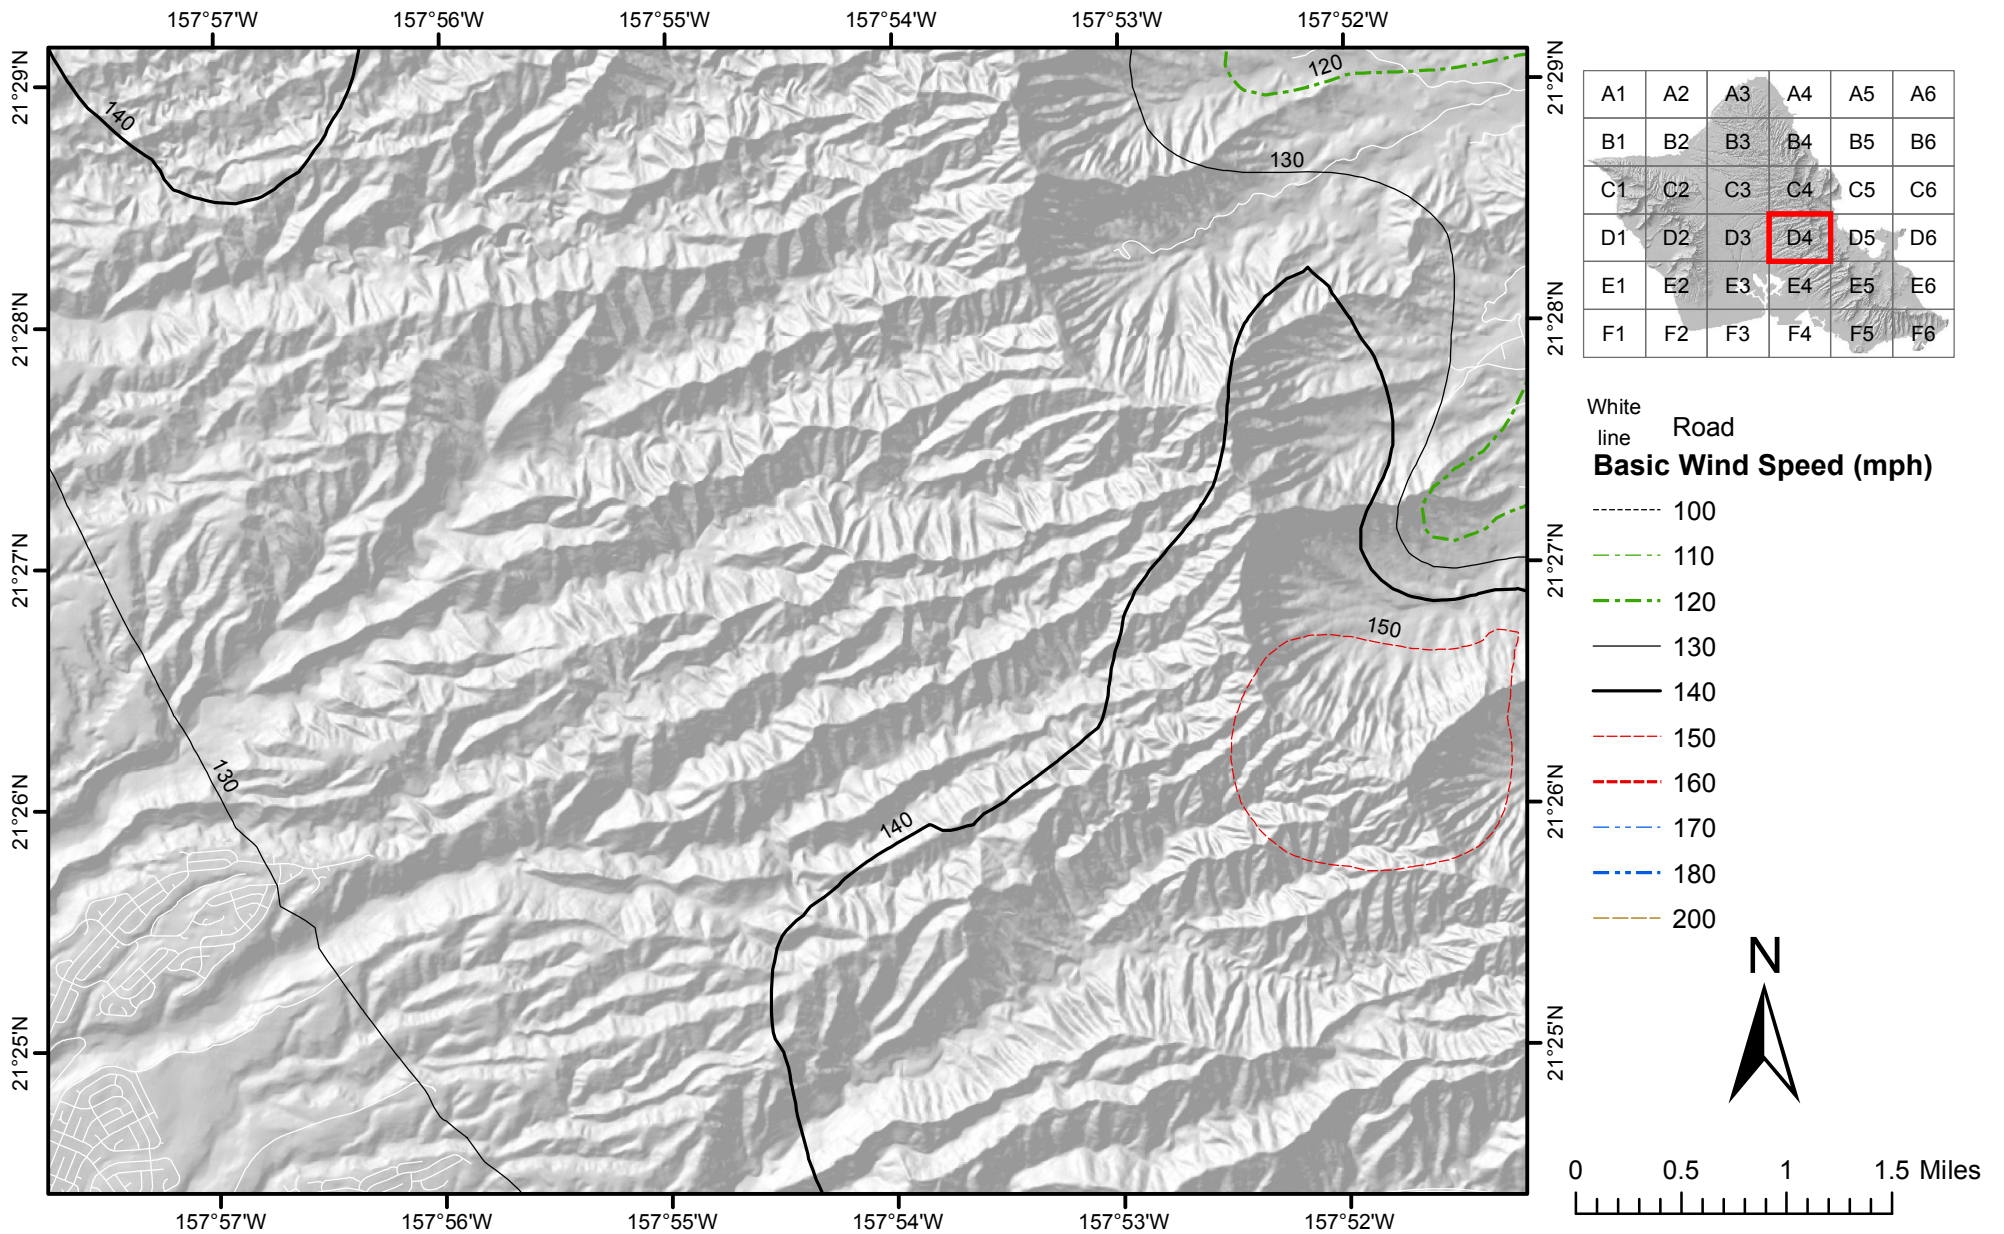 157°57'W 157°56'W 157°55'W 157°54'W 157°53'W 157°52'W
21°29'N
21°28'N
21°27'N
21°26'N
21°25'N
140
120
130
150
130
140
21°29'N
21°28'N
21°27'N
21°26'N
21°25'N
157°57'W 157°56'W 157°55'W 157°54'W 157°53'W 157°52'W
A1 A2 A3 A4 A5 A6
B1 B2 B3 B4 B5 B6
C1 C2 C3 C4 C5 C6
D1 D2 D3 D4 D5 D6
E1 E2 E3 E4 E5 E6
F1 F2 F3 F4 F5 F6
White
line Road
Basic Wind Speed (mph)
100
110
120
130
140
150
160
170
180
200
N
0 0.5 1 1.5 Miles